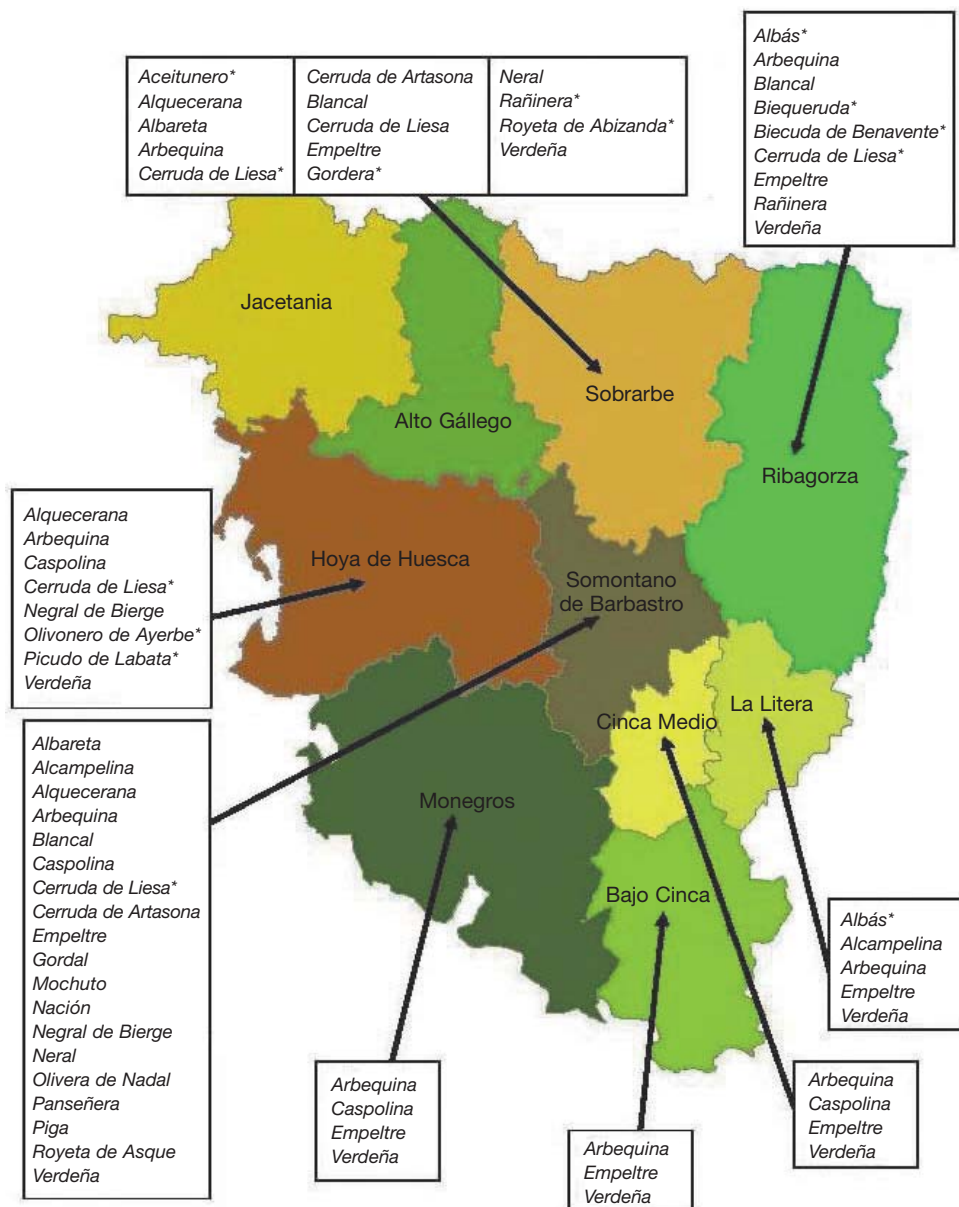 Aceitunero*
Alquecerana
Albareta
Arbequina
Cerruda de Liesa*
Cerruda de Artasona
Blancal
Cerruda de Liesa
Empeltre
Gordera*
Neral
Rañinera*
Royeta de Abizanda*
Verdeña
Albás*
Arbequina
Blancal
Biequeruda*
Biecuda de Benavente*
Cerruda de Liesa*
Empeltre
Rañinera
Verdeña
Jacetania
Alto Gállego
Sobrarbe
Ribagorza
Hoya de Huesca
Somontano
de Barbastro
Cinca Medio
La Litera
Monegros
Bajo Cinca
Alquecerana
Arbequina
Caspolina
Cerruda de Liesa*
Negral de Bierge
Olivonero de Ayerbe*
Picudo de Labata*
Verdeña
Albareta
Alcampelina
Alquecerana
Arbequina
Blancal
Caspolina
Cerruda de Liesa*
Cerruda de Artasona
Empeltre
Gordal
Mochuto
Nación
Negral de Bierge
Neral
Olivera de Nadal
Panseñera
Piga
Royeta de Asque
Verdeña
Arbequina
Caspolina
Empeltre
Verdeña
Arbequina
Empeltre
Verdeña
Arbequina
Caspolina
Empeltre
Verdeña
Albás*
Alcampelina
Arbequina
Empeltre
Verdeña